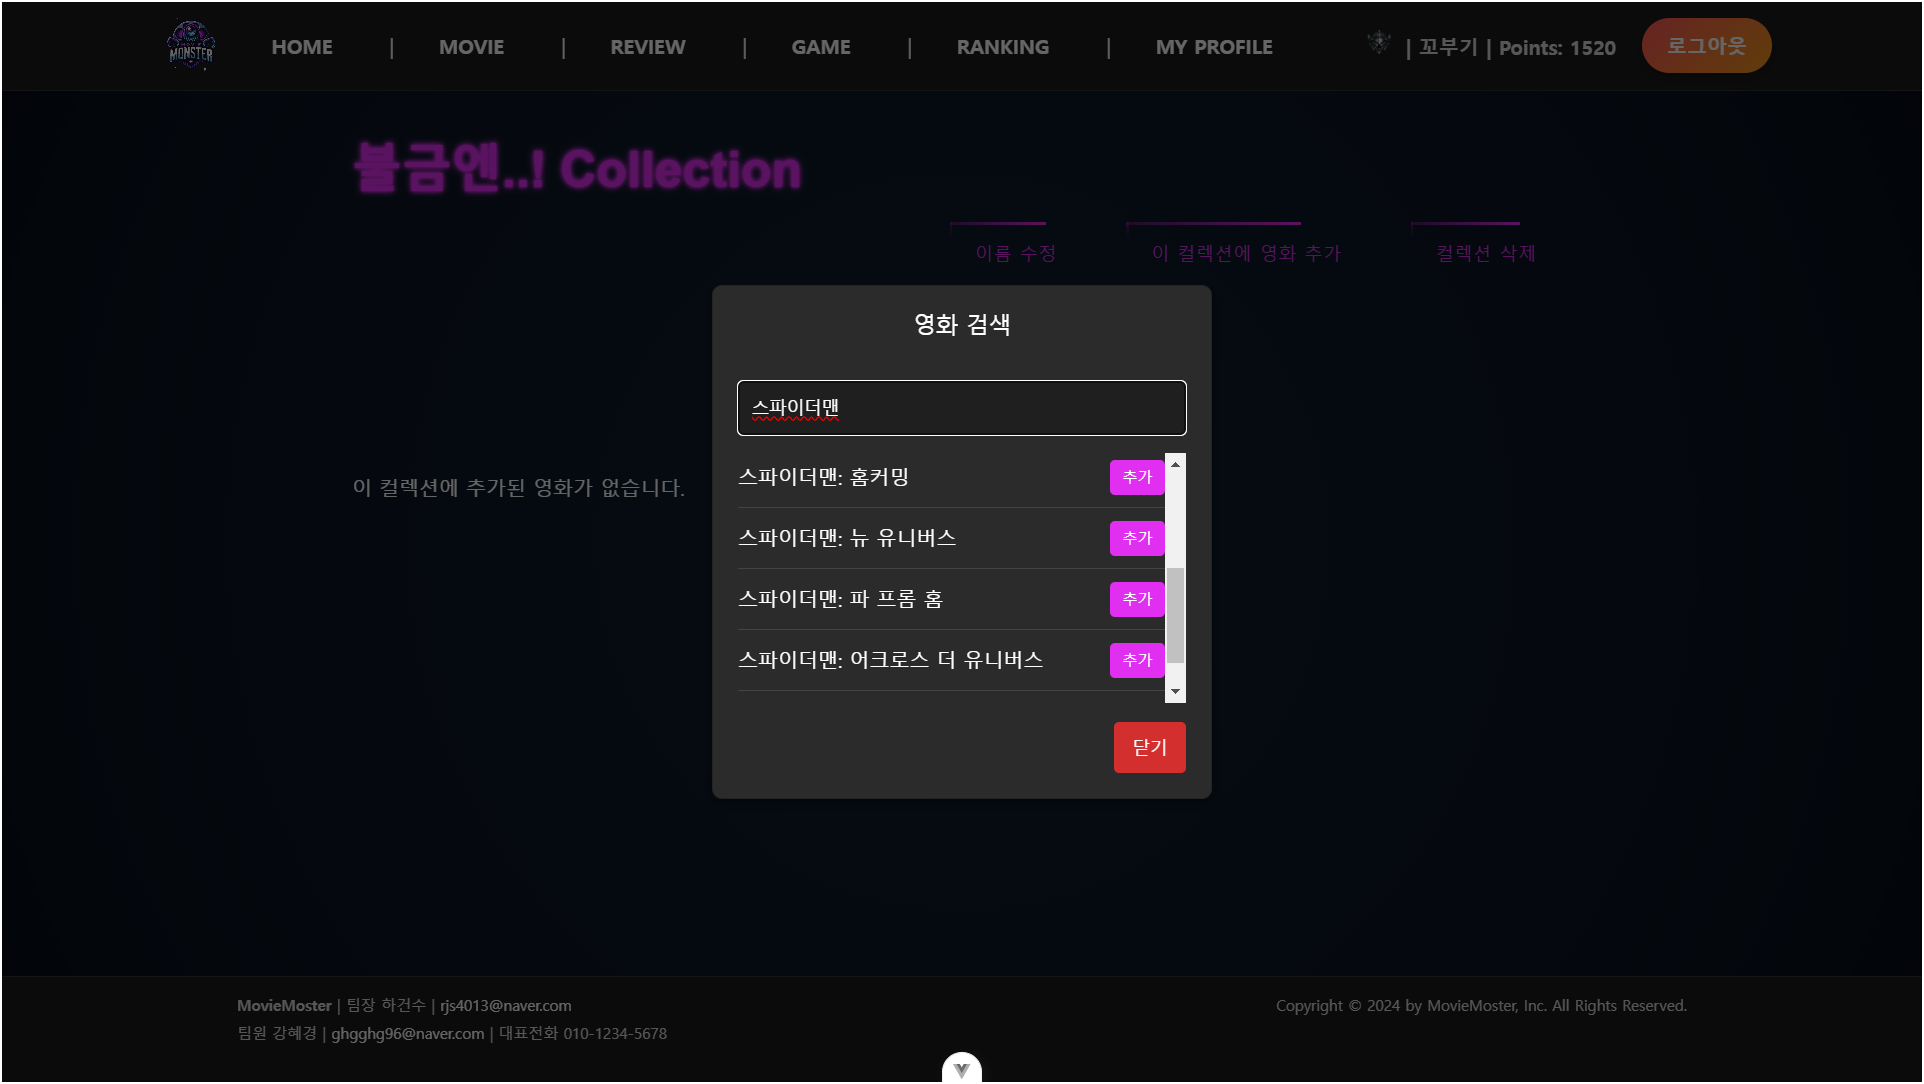 MONSTER
HOME | MOVIE | REVIEW | GAME | RANKING | MY PROFILE | 꼬부기 | Points: 1520 로그아웃
불금엔..! Collection
이름 수정 이 컬렉션에 영화 추가 컬렉션 삭제
영화 검색
스파이더맨
이 컬렉션에 추가된 영화가 없습니다.
스파이더맨: 홈커밍 추가
스파이더맨: 뉴 유니버스 추가
스파이더맨: 파 프롬 홈 추가
스파이더맨: 어크로스 더 유니버스 추가
닫기
MovieMoster | 팀장 하건수 | rjs4013@naver.com
팀원 강혜경 | ghgghg96@naver.com | 대표전화 010-1234-5678
Copyright © 2024 by MovieMoster, Inc. All Rights Reserved.